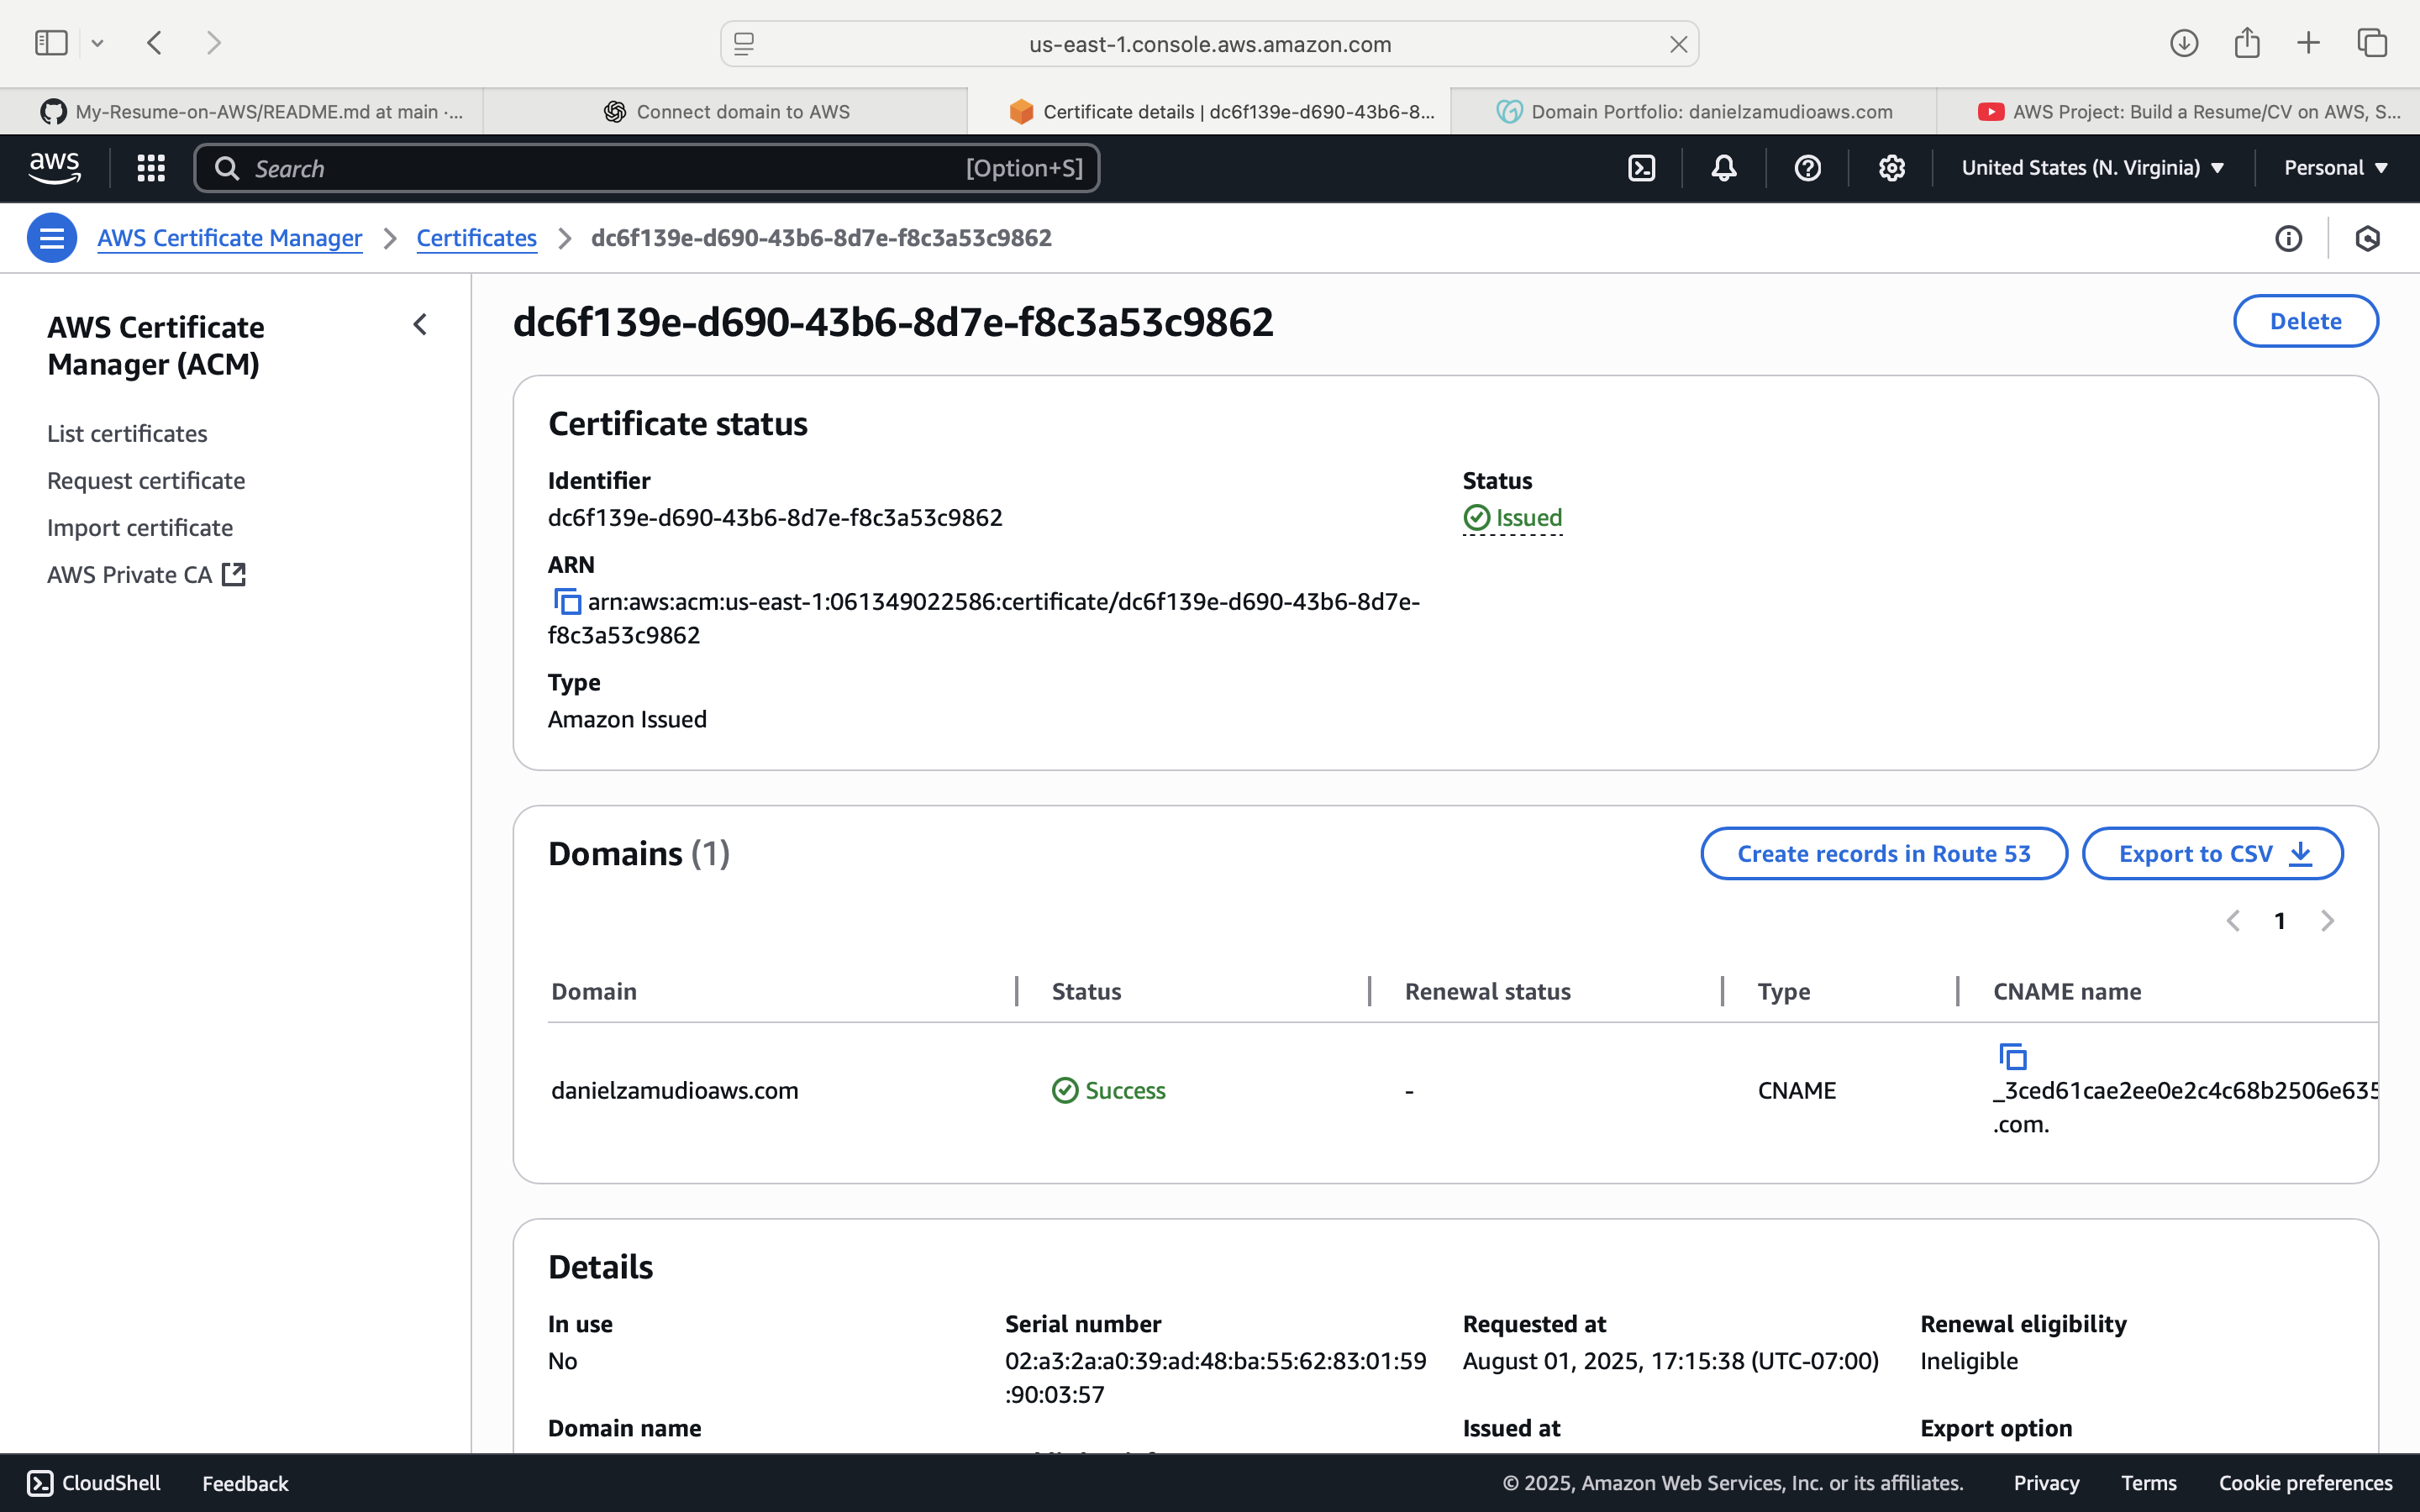 us-east-1.console.aws.amazon.com
My-Resume-on-AWS/README.md at main ·...
Connect domain to AWS
Certificate details | dc6f139e-d690-43b6-8...
Domain Portfolio: danielzamudioaws.com
AWS Project: Build a Resume/CV on AWS, S...
aws
Search
[Option+S]
United States (N. Virginia)
Personal
AWS Certificate Manager
Certificates
dc6f139e-d690-43b6-8d7e-f8c3a53c9862
AWS Certificate
Manager (ACM)
List certificates
Request certificate
Import certificate
AWS Private CA
dc6f139e-d690-43b6-8d7e-f8c3a53c9862
Delete
Certificate status
Identifier
dc6f139e-d690-43b6-8d7e-f8c3a53c9862
Status
Issued
ARN
arn:aws:acm:us-east-1:061349022586:certificate/dc6f139e-d690-43b6-8d7e-
f8c3a53c9862
Type
Amazon Issued
Domains (1)
Create records in Route 53
Export to CSV
1
Domain
Status
Renewal status
Type
CNAME name
danielzamudioaws.com
Success
-
CNAME
_3ced61cae2ee0e2c4c68b2506e635
.com.
Details
In use
No
Serial number
02:a3:2a:a0:39:ad:48:ba:55:62:83:01:59
:90:03:57
Requested at
August 01, 2025, 17:15:38 (UTC-07:00)
Renewal eligibility
Ineligible
Domain name
Issued at
Export option
CloudShell
Feedback
© 2025, Amazon Web Services, Inc. or its affiliates.
Privacy
Terms
Cookie preferences